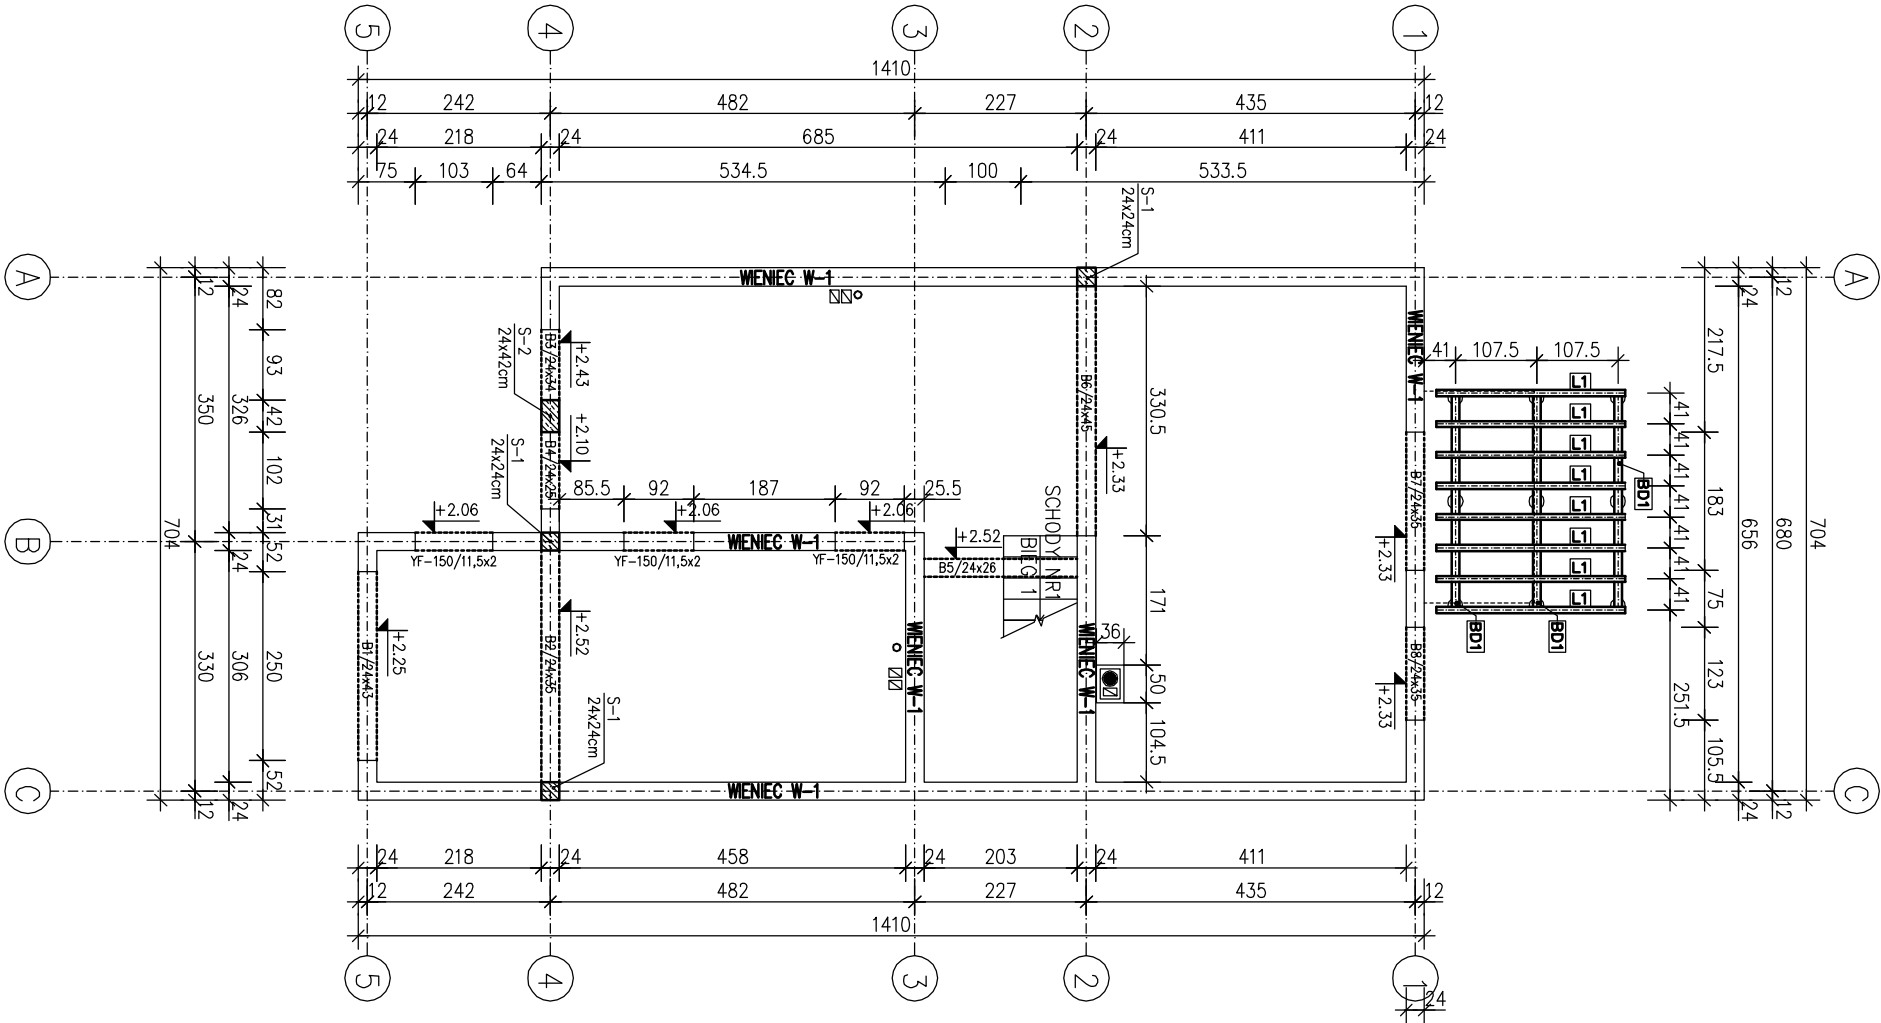 5
4
3
2
1
1410
12
242
482
227
435
12
24
218
24
685
24
411
24
75
103
64
534.5
100
533.5
S-1
24x24cm
A
A
WIENIEC W-1
WIENIEC W-1
12
24
82
93
42
102
31
52
24
250
52
350
326
330
306
12
24
704
S-2
24x42cm
B3/24x34
+2.43
+2.10
B4/24x25
S-1
24x24cm
B6/24x45
+2.33
330.5
41
107.5
107.5
L1
L1
L1
L1
L1
L1
L1
L1
BD1
BD1
BD1
41
41
41
41
41
41
41
251.5
24
12
217.5
183
75
123
105.5
656
680
704
24
12
85.5
92
187
92
25.5
+2.06
+2.06
+2.06
B
B
WIENIEC W-1
YF-150/11,5x2
YF-150/11,5x2
YF-150/11,5x2
+2.52
B5/24x26
SCHODY NR1
BIEG 1
171
B7/24x35
+2.33
B1/24x43
+2.25
B2/24x35
+2.52
S-1
24x24cm
WIENIEC W-1
WIENIEC W-1
36
50
104.5
B8/24x35
+2.33
C
C
WIENIEC W-1
24
218
24
458
24
203
24
411
12
242
482
227
435
12
1410
5
4
3
2
1
24